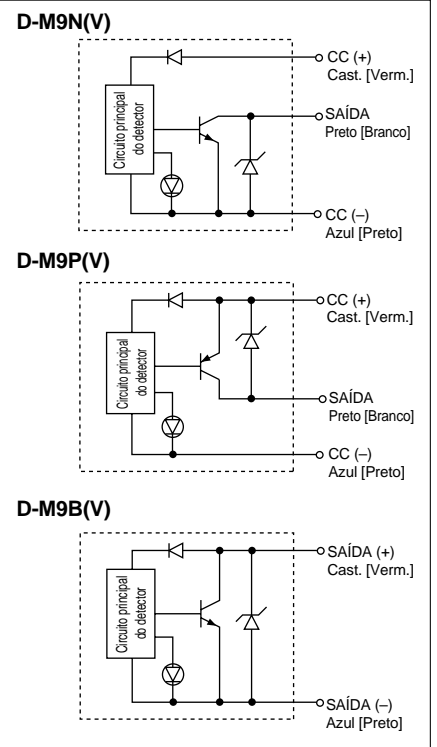 D-M9N(V)
CC (+)
Cast. [Verm.]
Circuito principal
do detector
SAÍDA
Preto [Branco]
CC (–)
Azul [Preto]
D-M9P(V)
CC (+)
Cast. [Verm.]
Circuito principal
do detector
SAÍDA
Preto [Branco]
CC (–)
Azul [Preto]
D-M9B(V)
SAÍDA (+)
Cast. [Verm.]
Circuito principal
do detector
SAÍDA (–)
Azul [Preto]